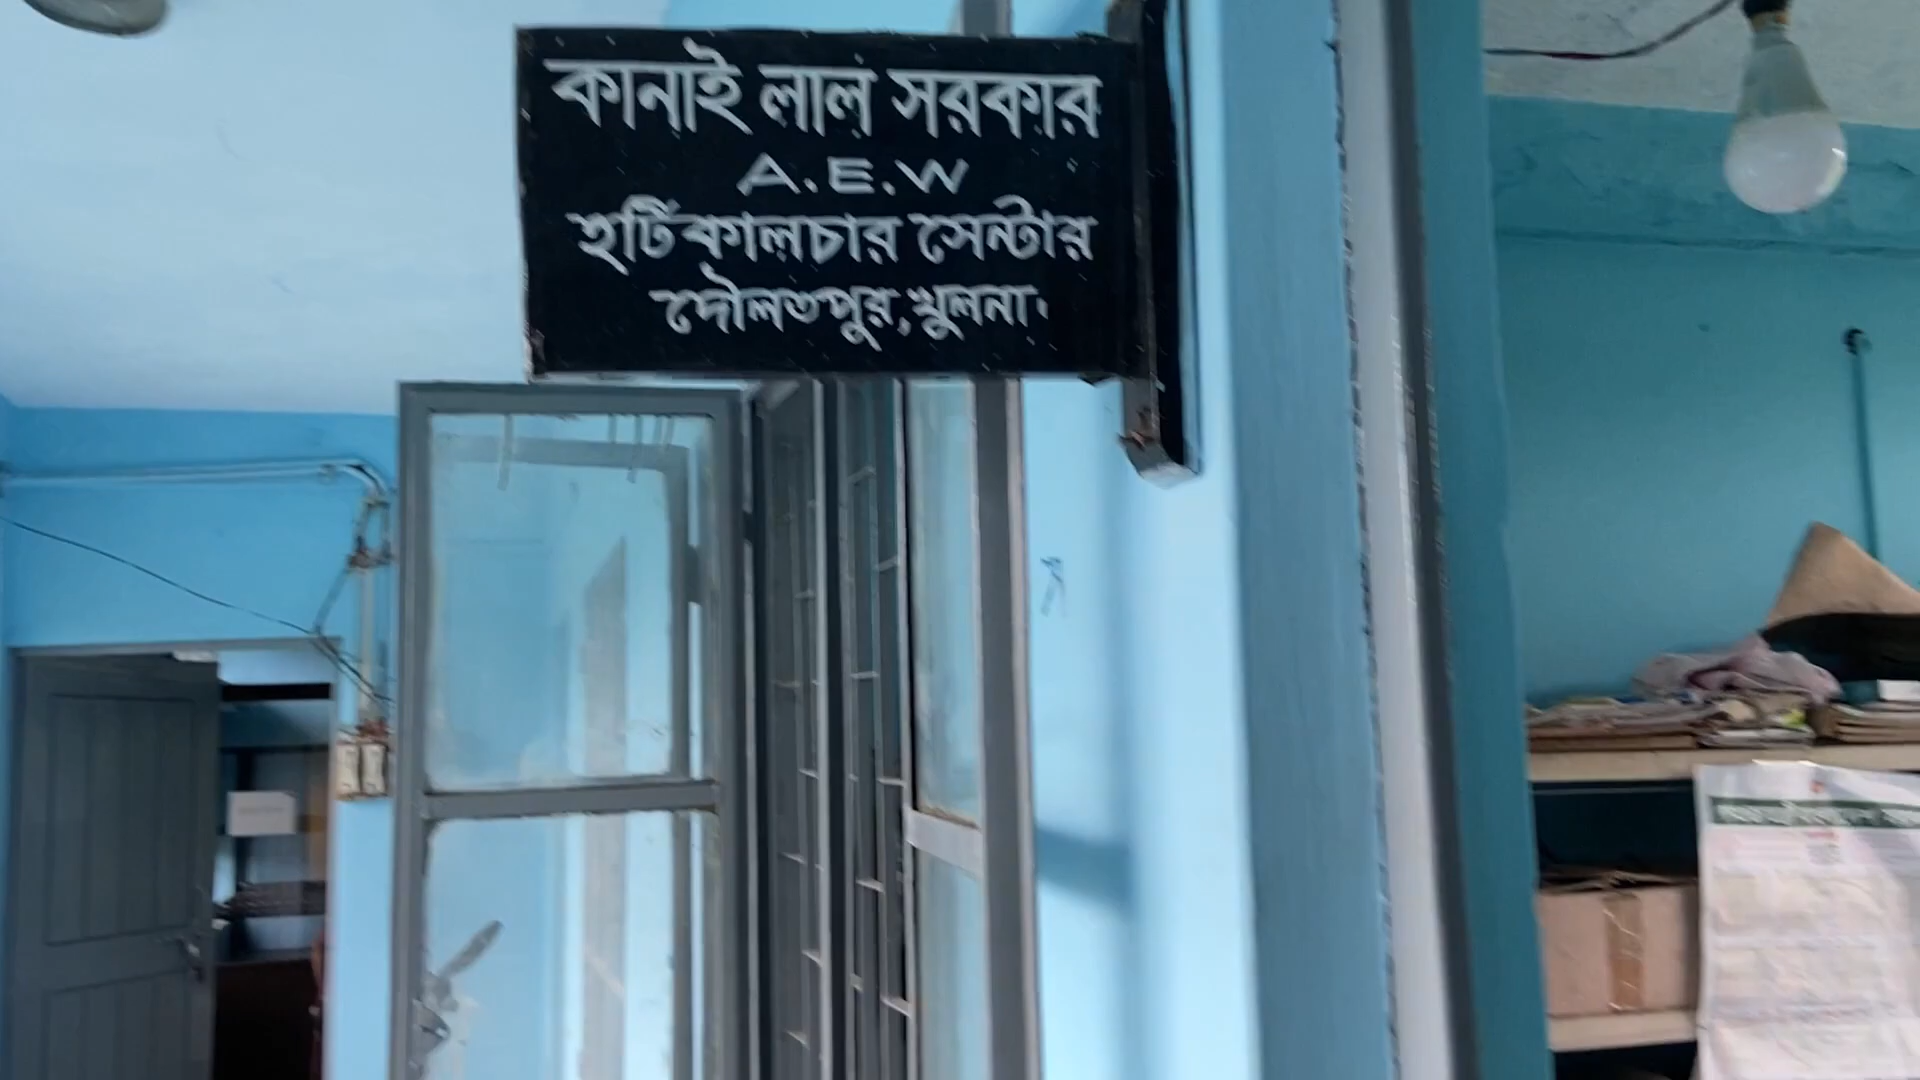 কানাই লাল সরকার
A.E.W
হর্টিকালচার সেন্টার
দৌলতপুর, খুলনা।